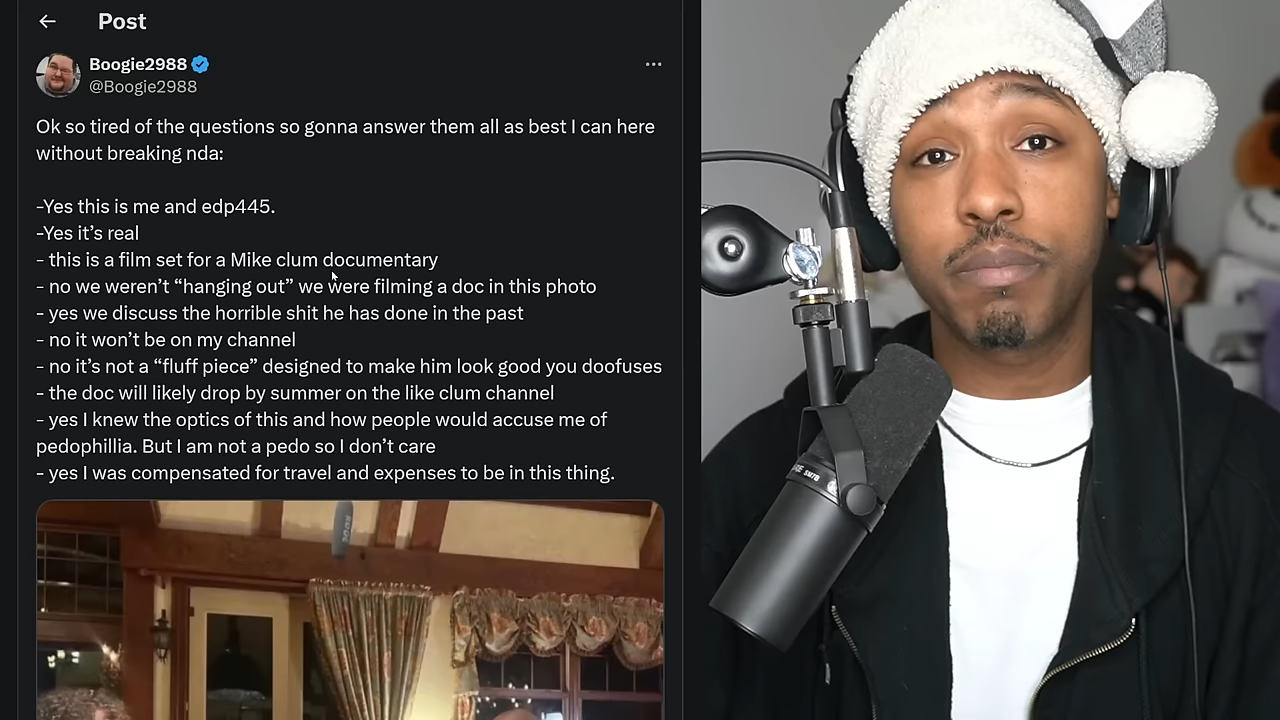 Post
Boogie2988
@Boogie2988
Ok so tired of the questions so gonna answer them all as best I can here
without breaking nda:
-Yes this is me and edp445.
-Yes it’s real
- this is a film set for a Mike clum documentary
- no we weren’t “hanging out” we were filming a doc in this photo
- yes we discuss the horrible shit he has done in the past
- no it won’t be on my channel
- no it’s not a “fluff piece” designed to make him look good you doofuses
- the doc will likely drop by summer on the like clum channel
- yes I knew the optics of this and how people would accuse me of
pedophillia. But I am not a pedo so I don’t care
- yes I was compensated for travel and expenses to be in this thing.
RODE
SM7B